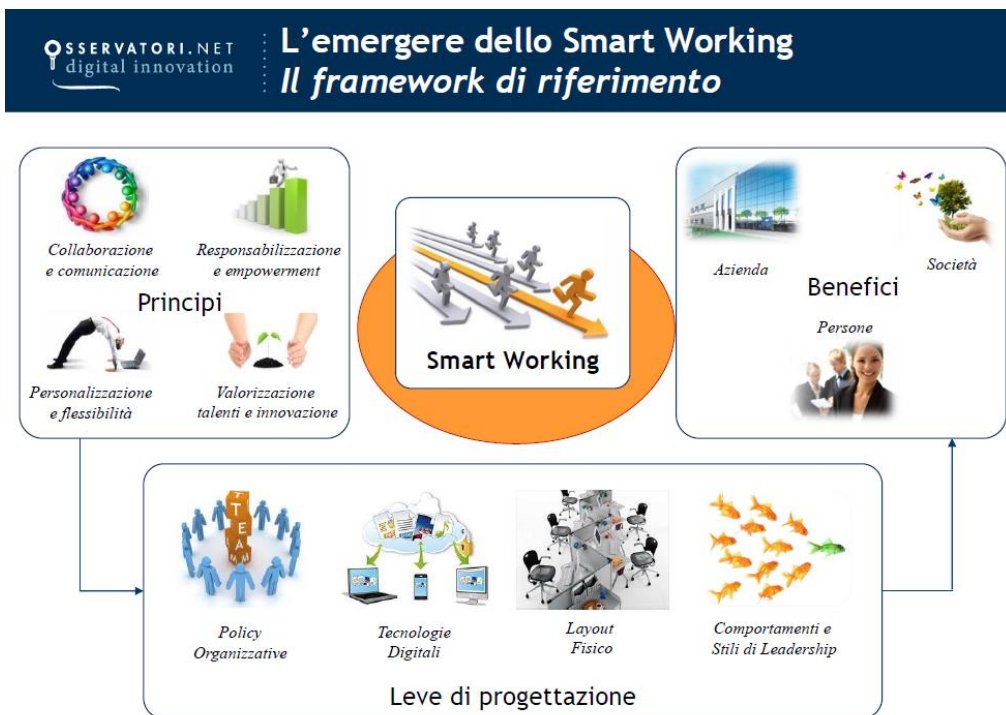 OSSERVATORI.NET
digital innovation
L'emergere dello Smart Working
Il framework di riferimento
Collaborazione
e comunicazione
Responsabilizzazione
e empowerment
Principi
Personalizzazione
e flessibilità
Valorizzazione
talenti e innovazione
Smart Working
Azienda
Società
Benefici
Persone
TEAM
Policy
Organizzative
Tecnologie
Digitali
Layout
Fisico
Comportamenti e
Stili di Leadership
Leve di progettazione